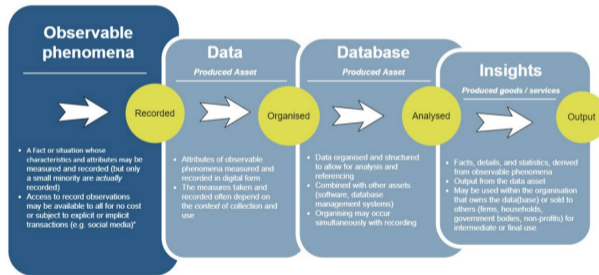 Observable
phenomena
Recorded
• A Fact or situation whose
characteristics and attributes may be
measured and recorded (but only
a small minority are actually
recorded)
• Access to record observations
may be available to all for no cost
or subject to explicit or implicit
transactions (e.g. social media)*
Data
Produced Asset
Organised
• Attributes of observable
phenomena measured and
recorded in digital form
• The measures taken and
recorded often depend on
the context of collection and
use
Database
Produced Asset
Analysed
• Data organised and structured
to allow for analysis and
referencing
• Combined with other assets
(software, database
management systems)
• Organising may occur
simultaneously with recording
Insights
Produced goods / services
Output
• Facts, details, and statistics, derived
from observable phenomena
• Output from the data asset
• May be used within the organisation
that owns the data(base) or sold to
others (firms, households,
government bodies, non-profits) for
intermediate or final use